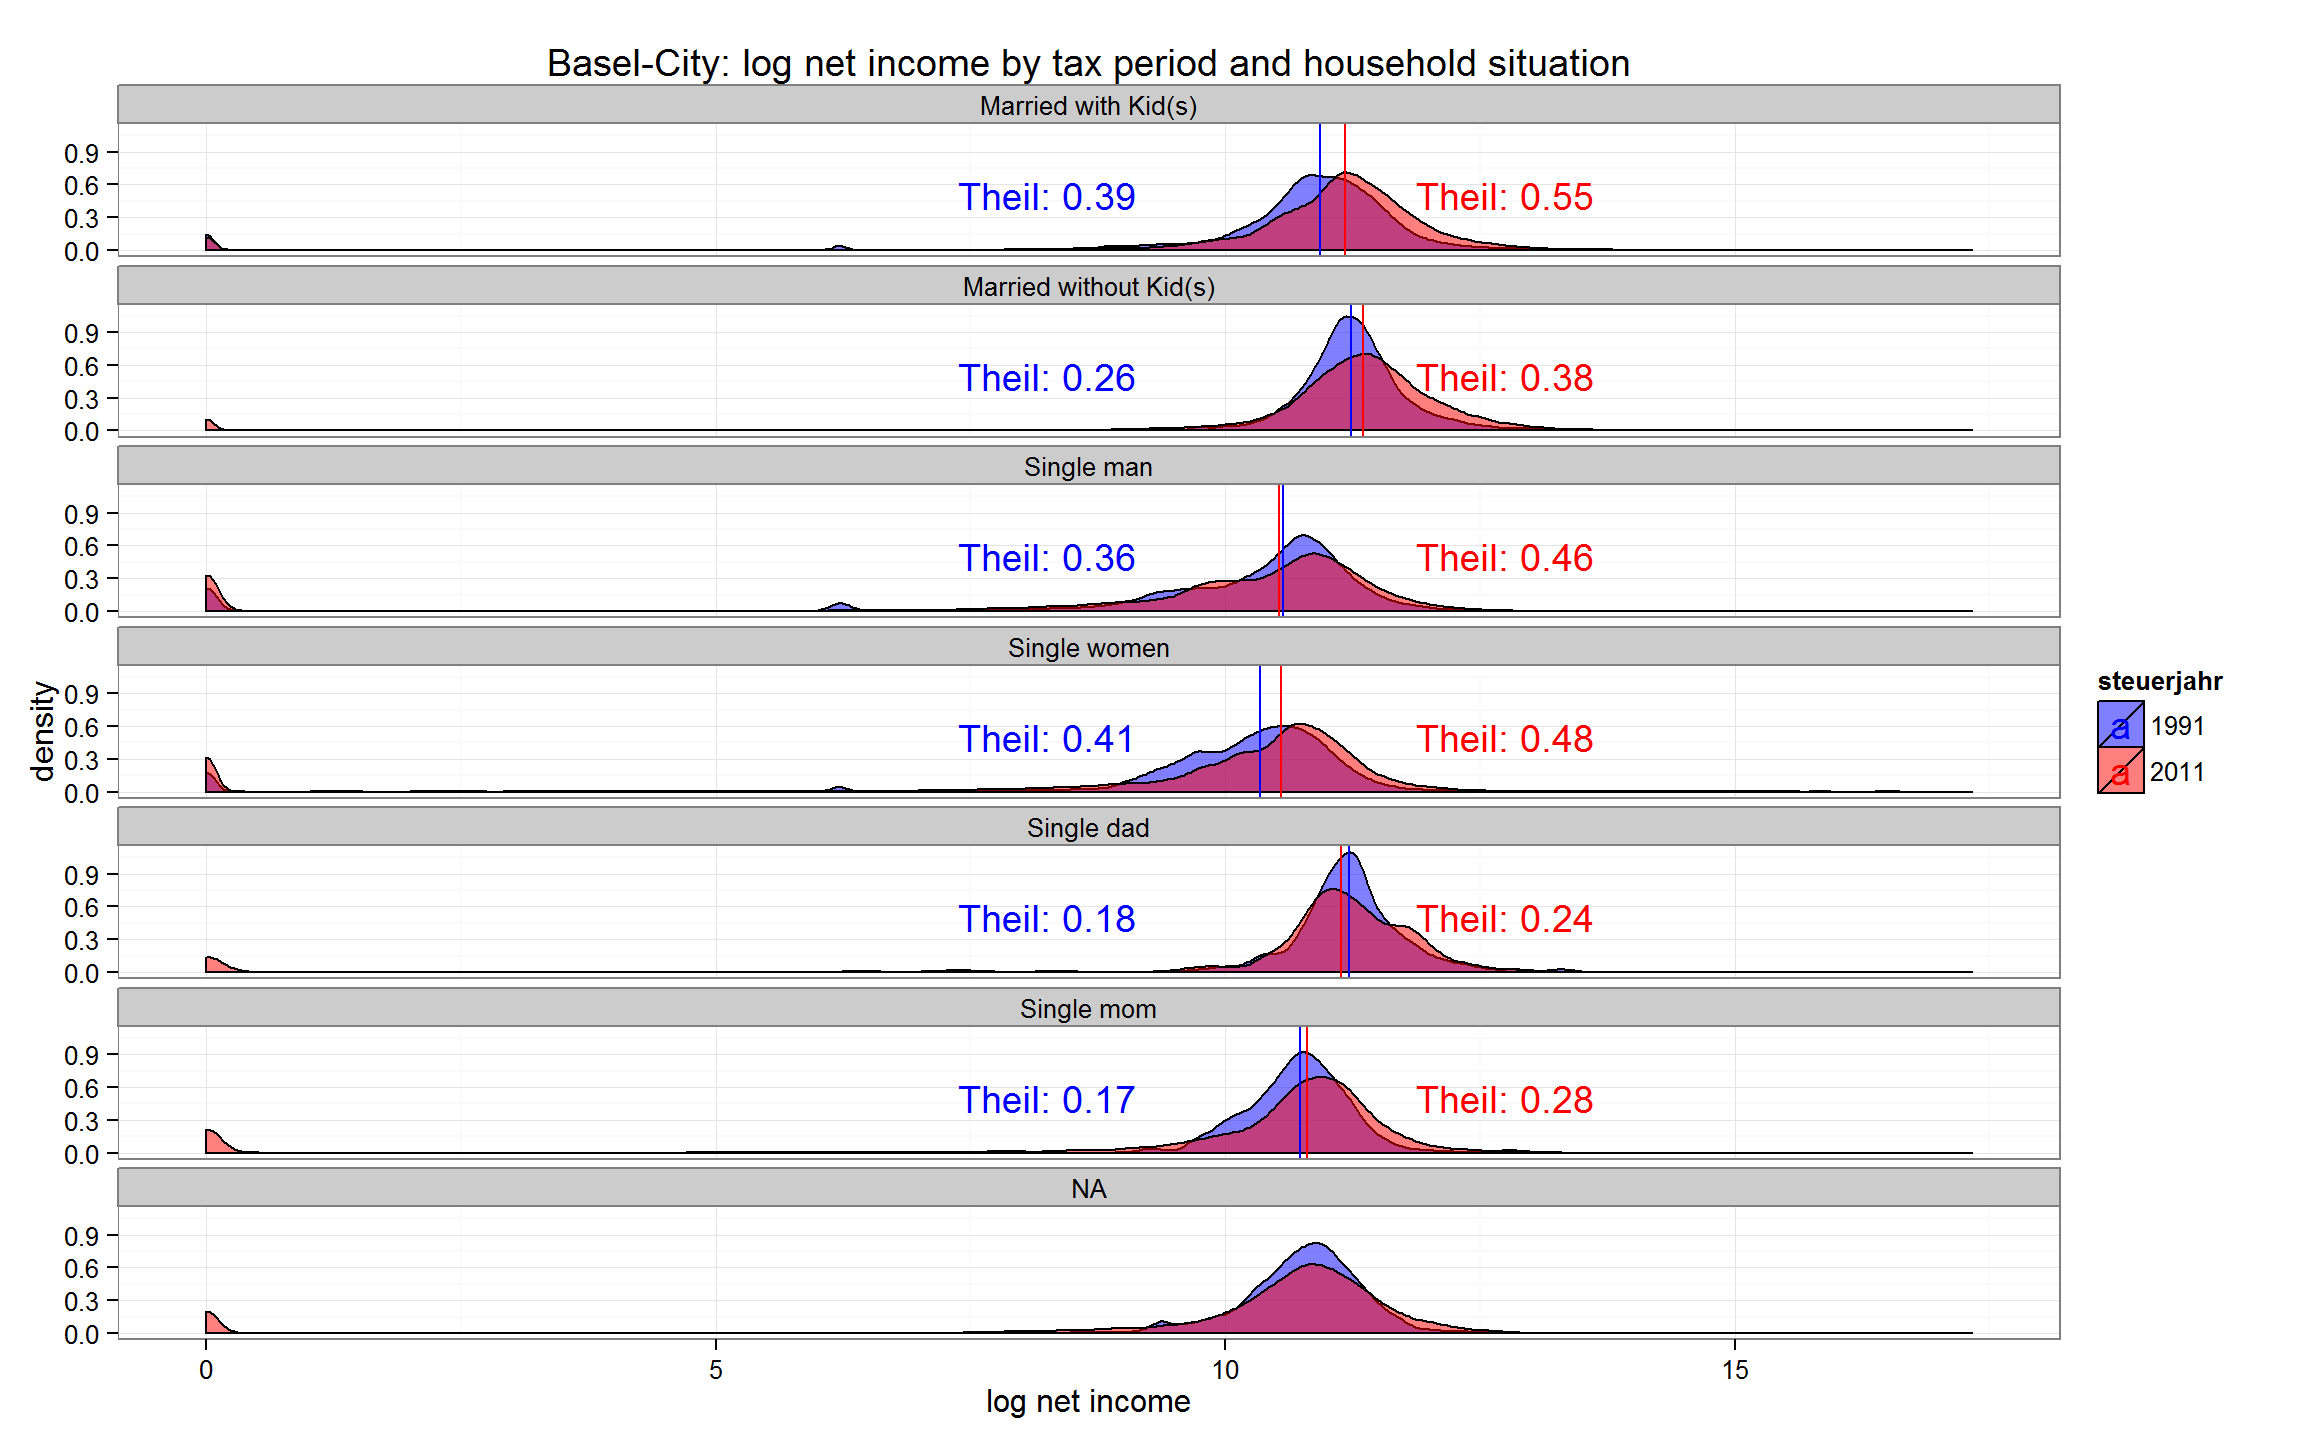 Basel-City: log net income by tax period and household situation
Married with Kid(s)
0.9
0.6
0.3
0.0
Theil: 0.39
Theil: 0.55
Married without Kid(s)
0.9
0.6
0.3
0.0
Theil: 0.26
Theil: 0.38
Single man
0.9
0.6
0.3
0.0
Theil: 0.36
Theil: 0.46
Single women
0.9
0.6
0.3
0.0
Theil: 0.41
Theil: 0.48
Single dad
0.9
0.6
0.3
0.0
Theil: 0.18
Theil: 0.24
Single mom
0.9
0.6
0.3
0.0
Theil: 0.17
Theil: 0.28
NA
0.9
0.6
0.3
0.0
0 5 10 15
log net income
density
steuerjahr
a 1991
a 2011